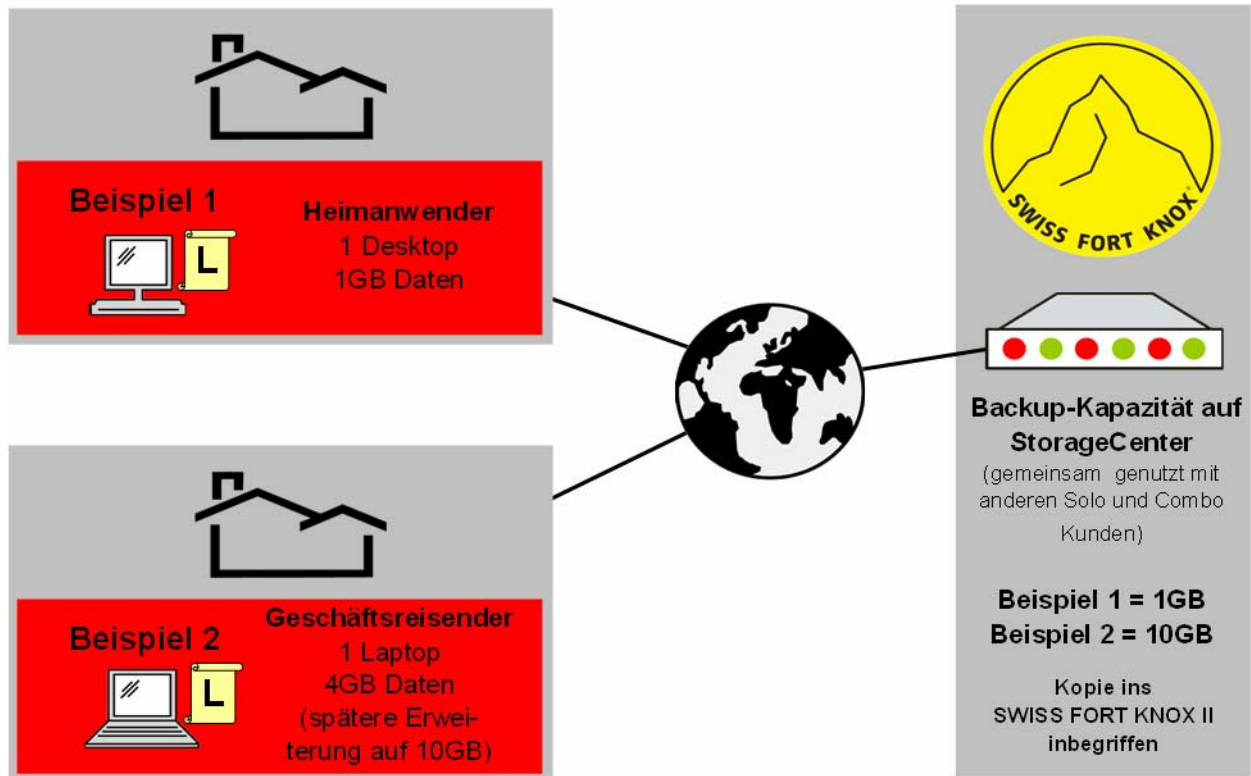 Beispiel 1
L
Heimanwender
1 Desktop
1GB Daten
Beispiel 2
L
Geschäftsreisender
1 Laptop
4GB Daten
(spätere Erwei-
terung auf 10GB)
SWISS FORT KNOX
Backup-Kapazität auf
StorageCenter
(gemeinsam genutzt mit
anderen Solo und Combo
Kunden)
Beispiel 1 = 1GB
Beispiel 2 = 10GB
Kopie ins
SWISS FORT KNOX II
inbegriffen